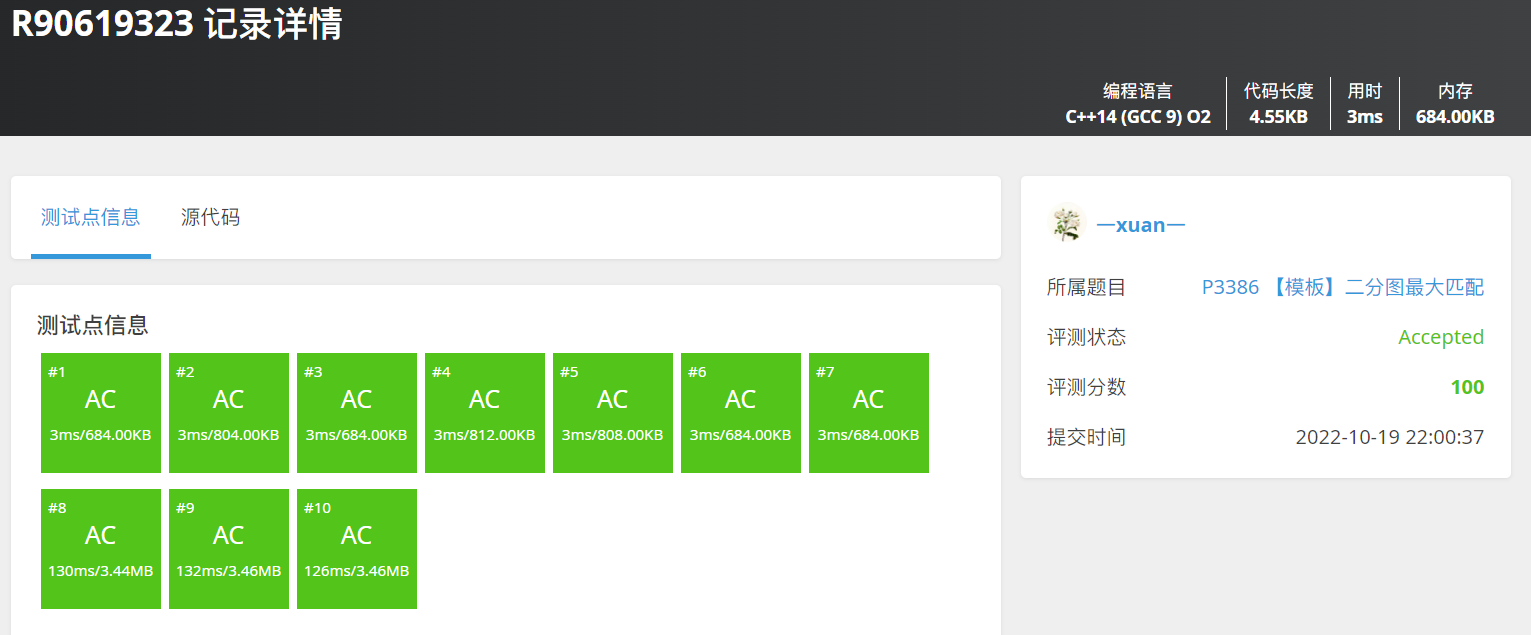 R90619323 记录详情
编程语言 代码长度 用时 内存
C++14 (GCC 9) O2 4.55KB 3ms 684.00KB
测试点信息 源代码
测试点信息
#1 #2 #3 #4 #5 #6 #7
AC AC AC AC AC AC AC
3ms/684.00KB 3ms/804.00KB 3ms/684.00KB 3ms/812.00KB 3ms/808.00KB 3ms/684.00KB 3ms/684.00KB
#8 #9 #10
AC AC AC
130ms/3.44MB 132ms/3.46MB 126ms/3.46MB
一xuan一
所属题目 P3386 【模板】二分图最大匹配
评测状态 Accepted
评测分数 100
提交时间 2022-10-19 22:00:37